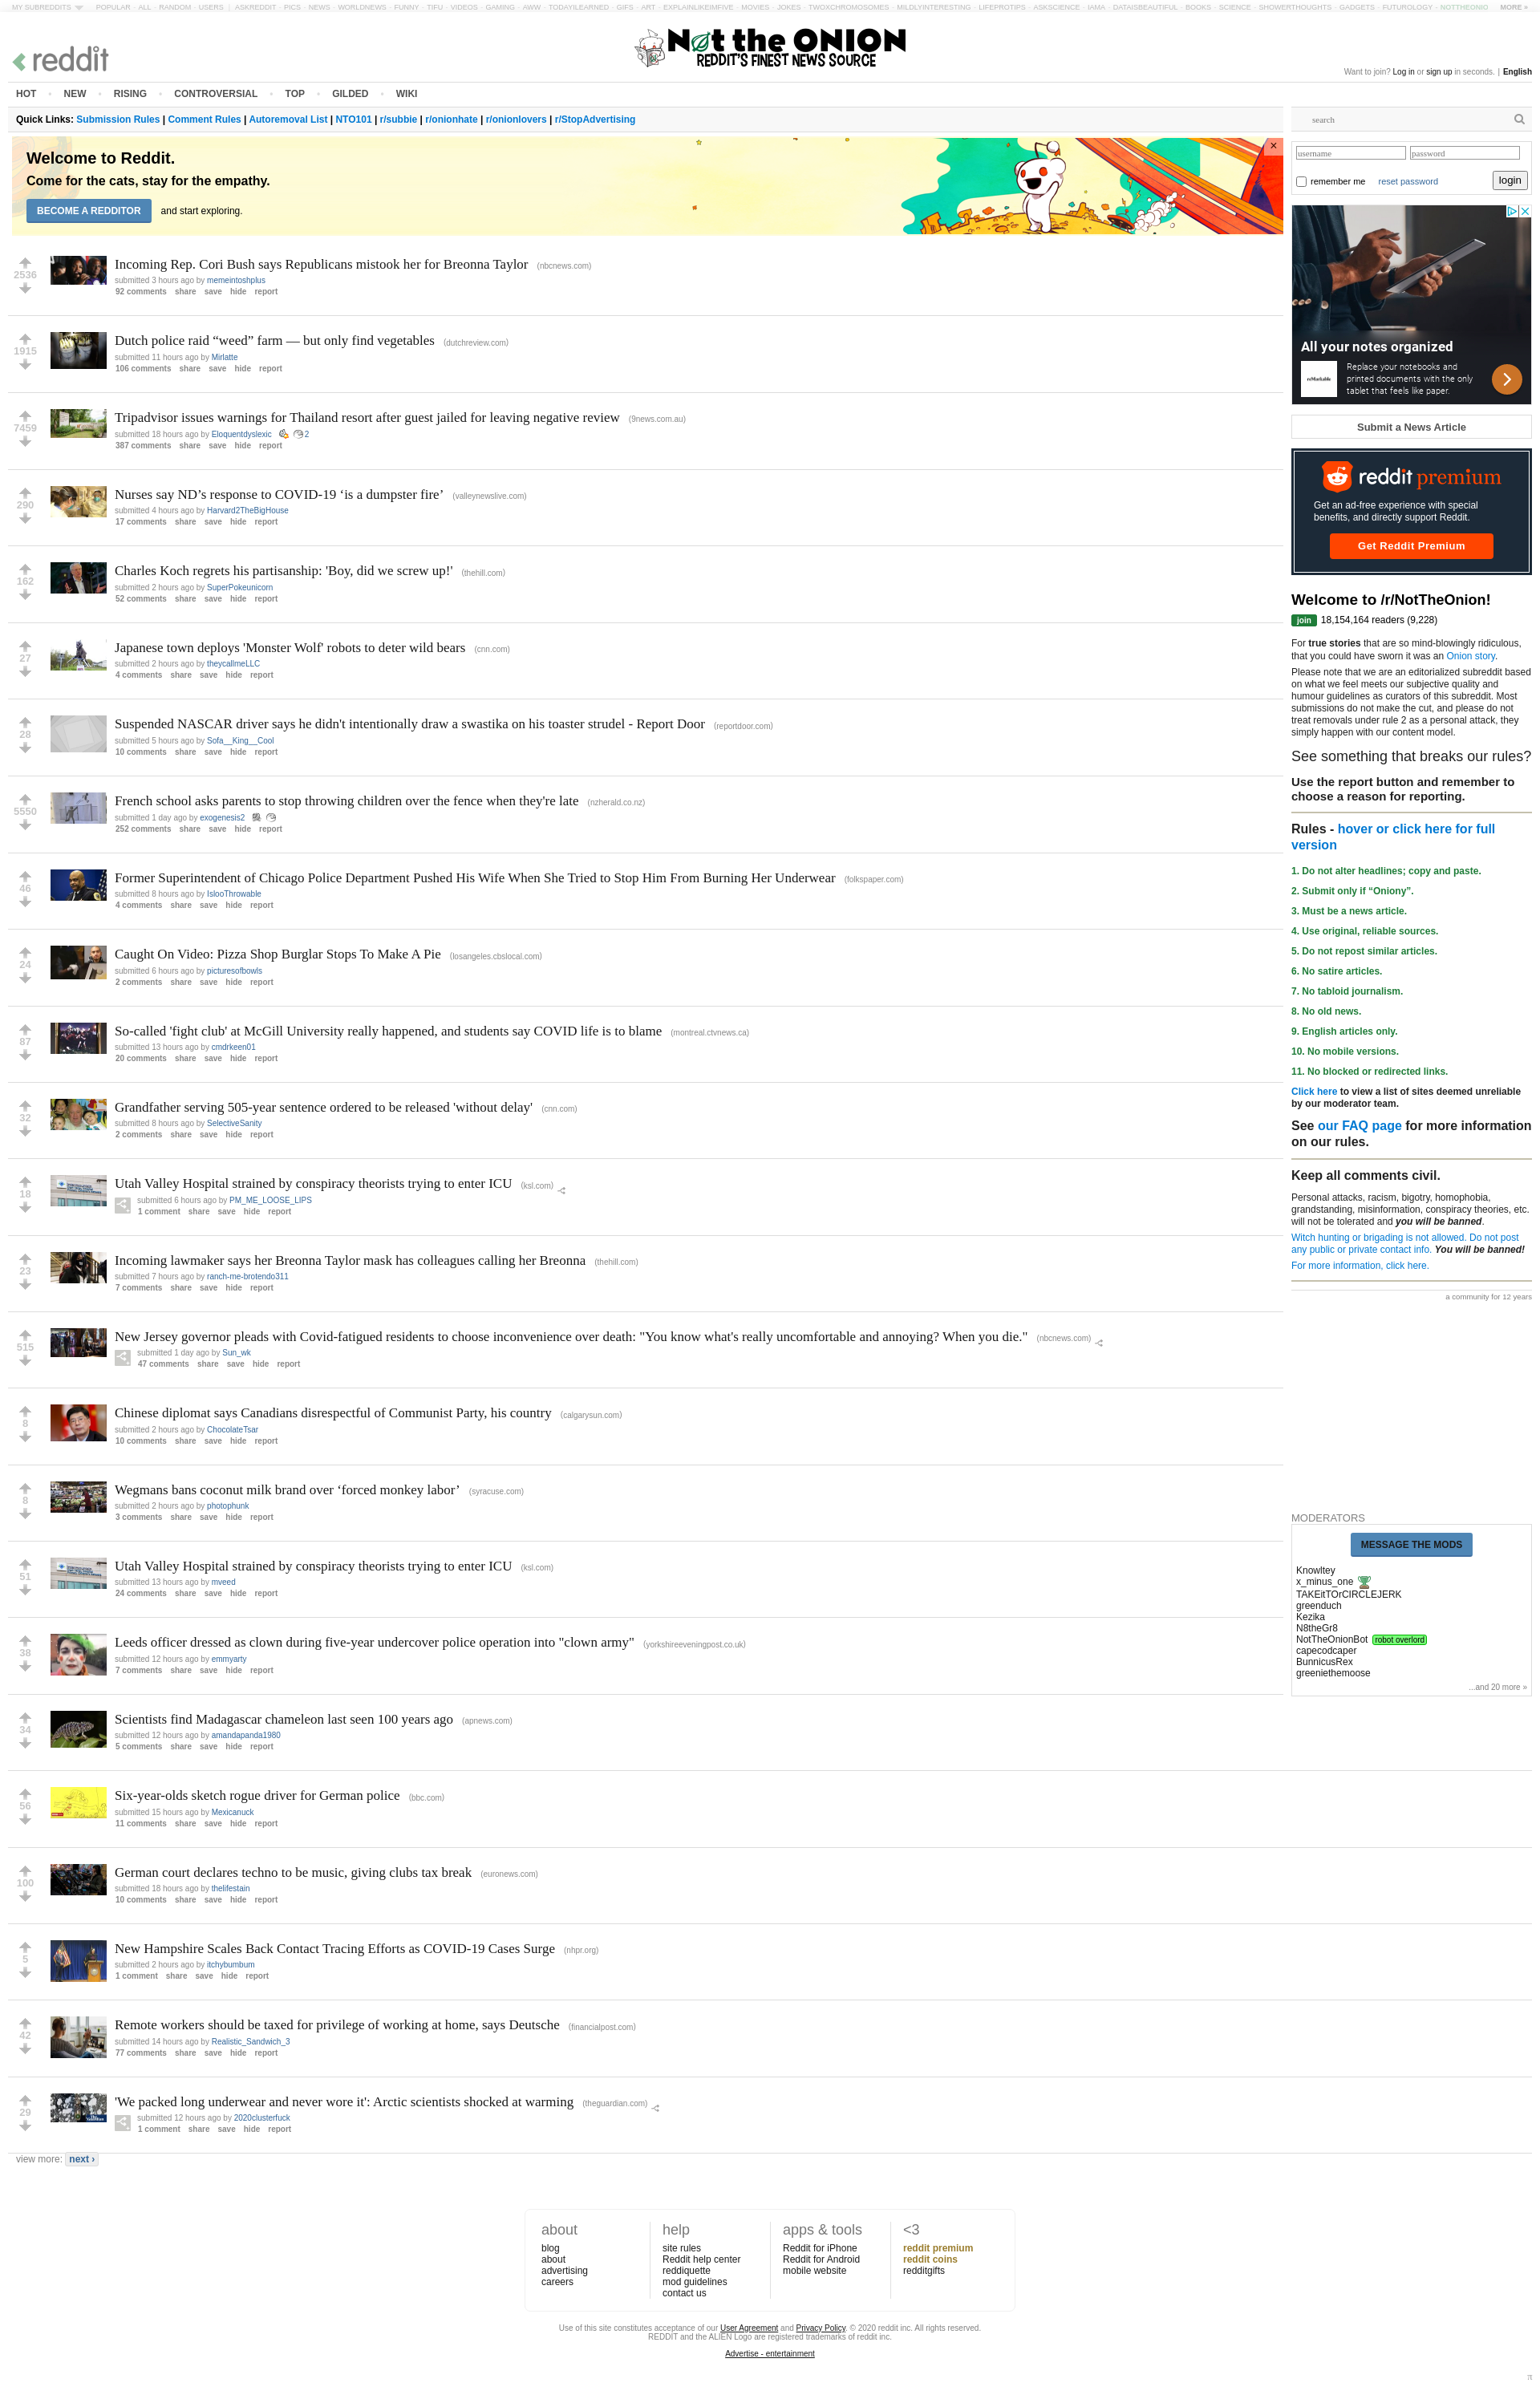 MY SUBREDDITS POPULAR - ALL - RANDOM - USERS | ASKREDDIT - PICS - NEWS - WORLDNEWS - FUNNY - TIFU - VIDEOS - GAMING - AWW - TODAYILEARNED - GIFS - ART - EXPLAINLIKEIMFIVE - MOVIES - JOKES - TWOXCHROMOSOMES - MILDLYINTERESTING - LIFEPROTIPS - ASKSCIENCE - IAMA - DATAISBEAUTIFUL - BOOKS - SCIENCE - SHOWERTHOUGHTS - GADGETS - FUTUROLOGY - NOTTHEONIO MORE »
reddit
Not the ONION
REDDIT'S FINEST NEWS SOURCE
Want to join? Log in or sign up in seconds. | English
HOT • NEW • RISING • CONTROVERSIAL • TOP • GILDED • WIKI
Quick Links: Submission Rules | Comment Rules | Autoremoval List | NTO101 | r/subbie | r/onionhate | r/onionlovers | r/StopAdvertising
Welcome to Reddit.
Come for the cats, stay for the empathy.
BECOME A REDDITOR and start exploring.
×
2536
Incoming Rep. Cori Bush says Republicans mistook her for Breonna Taylor (nbcnews.com)
submitted 3 hours ago by memeintoshplus
92 comments share save hide report
1915
Dutch police raid “weed” farm — but only find vegetables (dutchreview.com)
submitted 11 hours ago by Mirlatte
106 comments share save hide report
7459
Tripadvisor issues warnings for Thailand resort after guest jailed for leaving negative review (9news.com.au)
submitted 18 hours ago by Eloquentdyslexic 2
387 comments share save hide report
290
Nurses say ND’s response to COVID-19 ‘is a dumpster fire’ (valleynewslive.com)
submitted 4 hours ago by Harvard2TheBigHouse
17 comments share save hide report
162
Charles Koch regrets his partisanship: 'Boy, did we screw up!' (thehill.com)
submitted 2 hours ago by SuperPokeunicorn
52 comments share save hide report
27
Japanese town deploys 'Monster Wolf' robots to deter wild bears (cnn.com)
submitted 2 hours ago by theycallmeLLC
4 comments share save hide report
28
Suspended NASCAR driver says he didn't intentionally draw a swastika on his toaster strudel - Report Door (reportdoor.com)
submitted 5 hours ago by Sofa__King__Cool
10 comments share save hide report
5550
French school asks parents to stop throwing children over the fence when they're late (nzherald.co.nz)
submitted 1 day ago by exogenesis2
252 comments share save hide report
46
Former Superintendent of Chicago Police Department Pushed His Wife When She Tried to Stop Him From Burning Her Underwear (folkspaper.com)
submitted 8 hours ago by IslooThrowable
4 comments share save hide report
24
Caught On Video: Pizza Shop Burglar Stops To Make A Pie (losangeles.cbslocal.com)
submitted 6 hours ago by picturesofbowls
2 comments share save hide report
87
So-called 'fight club' at McGill University really happened, and students say COVID life is to blame (montreal.ctvnews.ca)
submitted 13 hours ago by cmdrkeen01
20 comments share save hide report
32
Grandfather serving 505-year sentence ordered to be released 'without delay' (cnn.com)
submitted 8 hours ago by SelectiveSanity
2 comments share save hide report
18
Utah Valley Hospital strained by conspiracy theorists trying to enter ICU (ksl.com)
submitted 6 hours ago by PM_ME_LOOSE_LIPS
1 comment share save hide report
23
Incoming lawmaker says her Breonna Taylor mask has colleagues calling her Breonna (thehill.com)
submitted 7 hours ago by ranch-me-brotendo311
7 comments share save hide report
515
New Jersey governor pleads with Covid-fatigued residents to choose inconvenience over death: "You know what's really uncomfortable and annoying? When you die." (nbcnews.com)
submitted 1 day ago by Sun_wk
47 comments share save hide report
8
Chinese diplomat says Canadians disrespectful of Communist Party, his country (calgarysun.com)
submitted 2 hours ago by ChocolateTsar
10 comments share save hide report
8
Wegmans bans coconut milk brand over ‘forced monkey labor’ (syracuse.com)
submitted 2 hours ago by photophunk
3 comments share save hide report
51
Utah Valley Hospital strained by conspiracy theorists trying to enter ICU (ksl.com)
submitted 13 hours ago by mveed
24 comments share save hide report
38
Leeds officer dressed as clown during five-year undercover police operation into "clown army" (yorkshireeveningpost.co.uk)
submitted 12 hours ago by emmyarty
7 comments share save hide report
34
Scientists find Madagascar chameleon last seen 100 years ago (apnews.com)
submitted 12 hours ago by amandapanda1980
5 comments share save hide report
56
Six-year-olds sketch rogue driver for German police (bbc.com)
submitted 15 hours ago by Mexicanuck
11 comments share save hide report
100
German court declares techno to be music, giving clubs tax break (euronews.com)
submitted 18 hours ago by thelifestain
10 comments share save hide report
5
New Hampshire Scales Back Contact Tracing Efforts as COVID-19 Cases Surge (nhpr.org)
submitted 2 hours ago by itchybumbum
1 comment share save hide report
42
Remote workers should be taxed for privilege of working at home, says Deutsche (financialpost.com)
submitted 14 hours ago by Realistic_Sandwich_3
77 comments share save hide report
29
'We packed long underwear and never wore it': Arctic scientists shocked at warming (theguardian.com)
submitted 12 hours ago by 2020clusterfuck
1 comment share save hide report
view more: next ›
search
username password
remember me reset password login
All your notes organized
reMarkable
Replace your notebooks and
printed documents with the only
tablet that feels like paper.
Submit a News Article
reddit premium
Get an ad-free experience with special
benefits, and directly support Reddit.
Get Reddit Premium
Welcome to /r/NotTheOnion!
join 18,154,164 readers (9,228)
For true stories that are so mind-blowingly ridiculous,
that you could have sworn it was an Onion story.
Please note that we are an editorialized subreddit based
on what we feel meets our subjective quality and
humour guidelines as curators of this subreddit. Most
submissions do not make the cut, and please do not
treat removals under rule 2 as a personal attack, they
simply happen with our content model.
See something that breaks our rules?
Use the report button and remember to
choose a reason for reporting.
Rules - hover or click here for full
version
1. Do not alter headlines; copy and paste.
2. Submit only if “Oniony”.
3. Must be a news article.
4. Use original, reliable sources.
5. Do not repost similar articles.
6. No satire articles.
7. No tabloid journalism.
8. No old news.
9. English articles only.
10. No mobile versions.
11. No blocked or redirected links.
Click here to view a list of sites deemed unreliable
by our moderator team.
See our FAQ page for more information
on our rules.
Keep all comments civil.
Personal attacks, racism, bigotry, homophobia,
grandstanding, misinformation, conspiracy theories, etc.
will not be tolerated and you will be banned.
Witch hunting or brigading is not allowed. Do not post
any public or private contact info. You will be banned!
For more information, click here.
a community for 12 years
MODERATORS
MESSAGE THE MODS
Knowltey
x_minus_one
TAKEitTOrCIRCLEJERK
greenduch
Kezika
N8theGr8
NotTheOnionBot robot overlord
capecodcaper
BunnicusRex
greeniethemoose
...and 20 more »
about
blog
about
advertising
careers
help
site rules
Reddit help center
reddiquette
mod guidelines
contact us
apps & tools
Reddit for iPhone
Reddit for Android
mobile website
<3
reddit premium
reddit coins
redditgifts
Use of this site constitutes acceptance of our User Agreement and Privacy Policy. © 2020 reddit inc. All rights reserved.
REDDIT and the ALIEN Logo are registered trademarks of reddit inc.
Advertise - entertainment
π